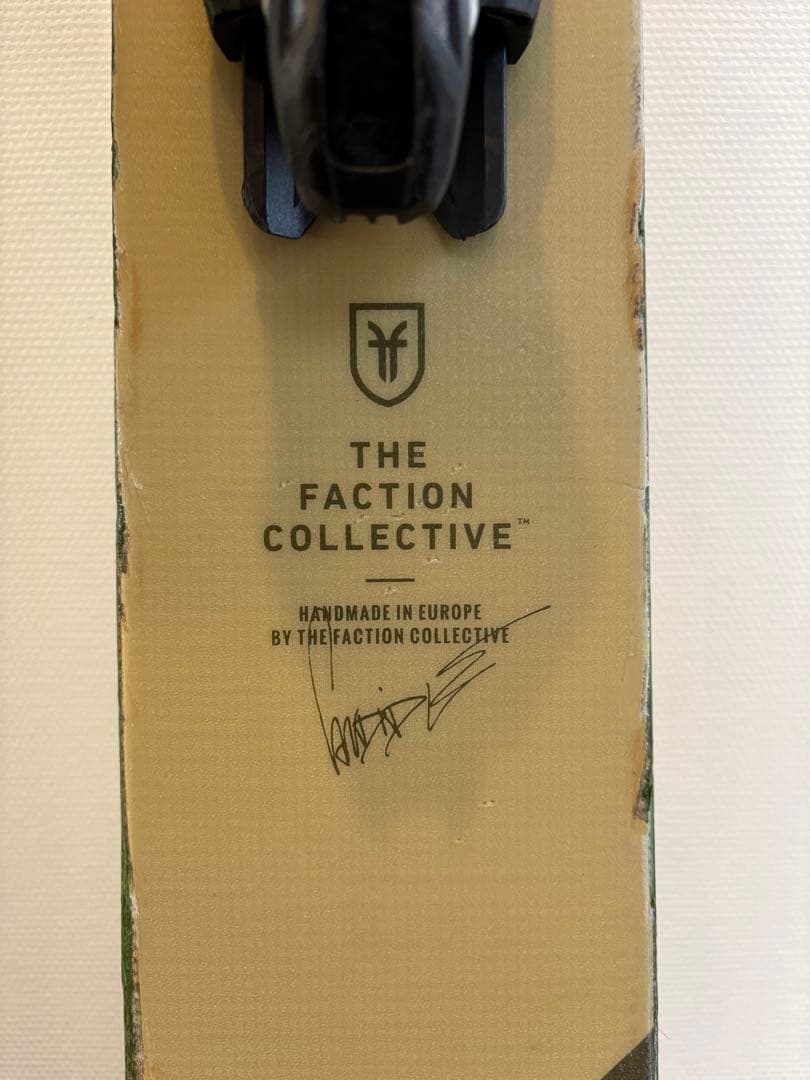 THE
FACTION
COLLECTIVE™
HANDMADE IN EUROPE
BY THE FACTION COLLECTIVE